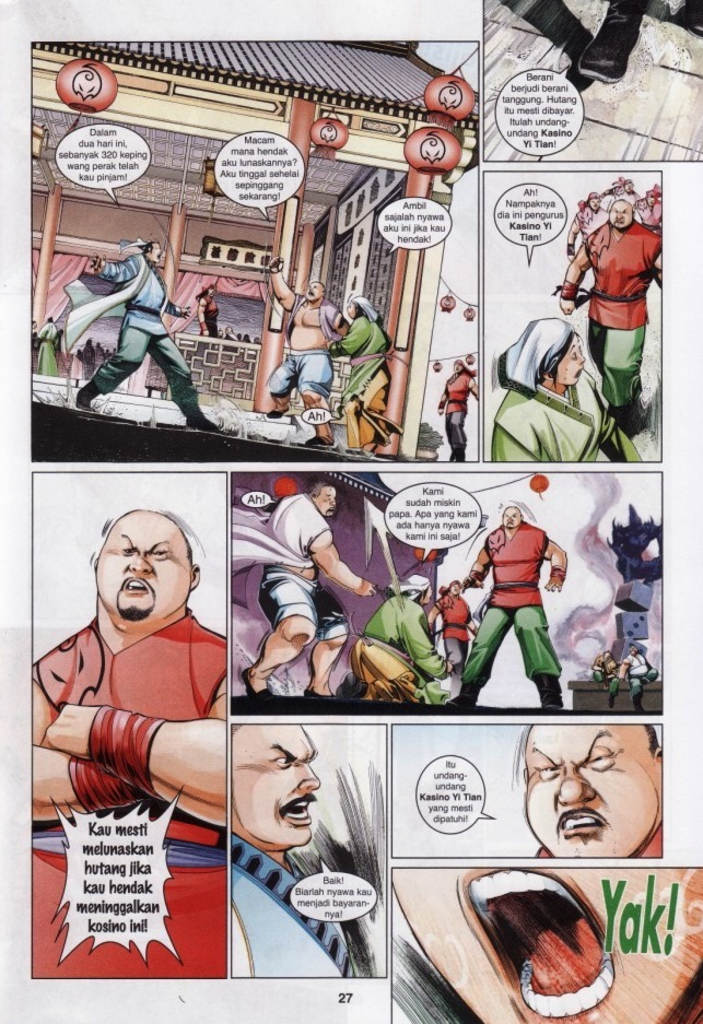 Dalam
dua hari ini,
sebanyak 320 keping
wang perak telah
kau pinjam!
Macam
mana hendak
aku lunaskannya?
Aku tinggal sehelai
sepinggang
sekarang!
Ambil
sajalah nyawa
aku ini jika kau
hendak!
Ah!
Berani
berjudi berani
tanggung. Hutang
itu mesti dibayar.
Itulah undang-
undang Kasino
Yi Tian!
Ah!
Nampaknya
dia ini pengurus
Kasino Yi
Tian!
Kau mesti
melunaskan
hutang jika
kau hendak
meninggalkan
kosino ini!
Ah!
Kami
sudah miskin
papa. Apa yang kami
ada hanya nyawa
kami ini saja!
Baik!
Biarlah nyawa kau
menjadi bayaran-
nya!
Itu
undang-
undang
Kasino Yi Tian
yang mesti
dipatuhi!
Yak!
27